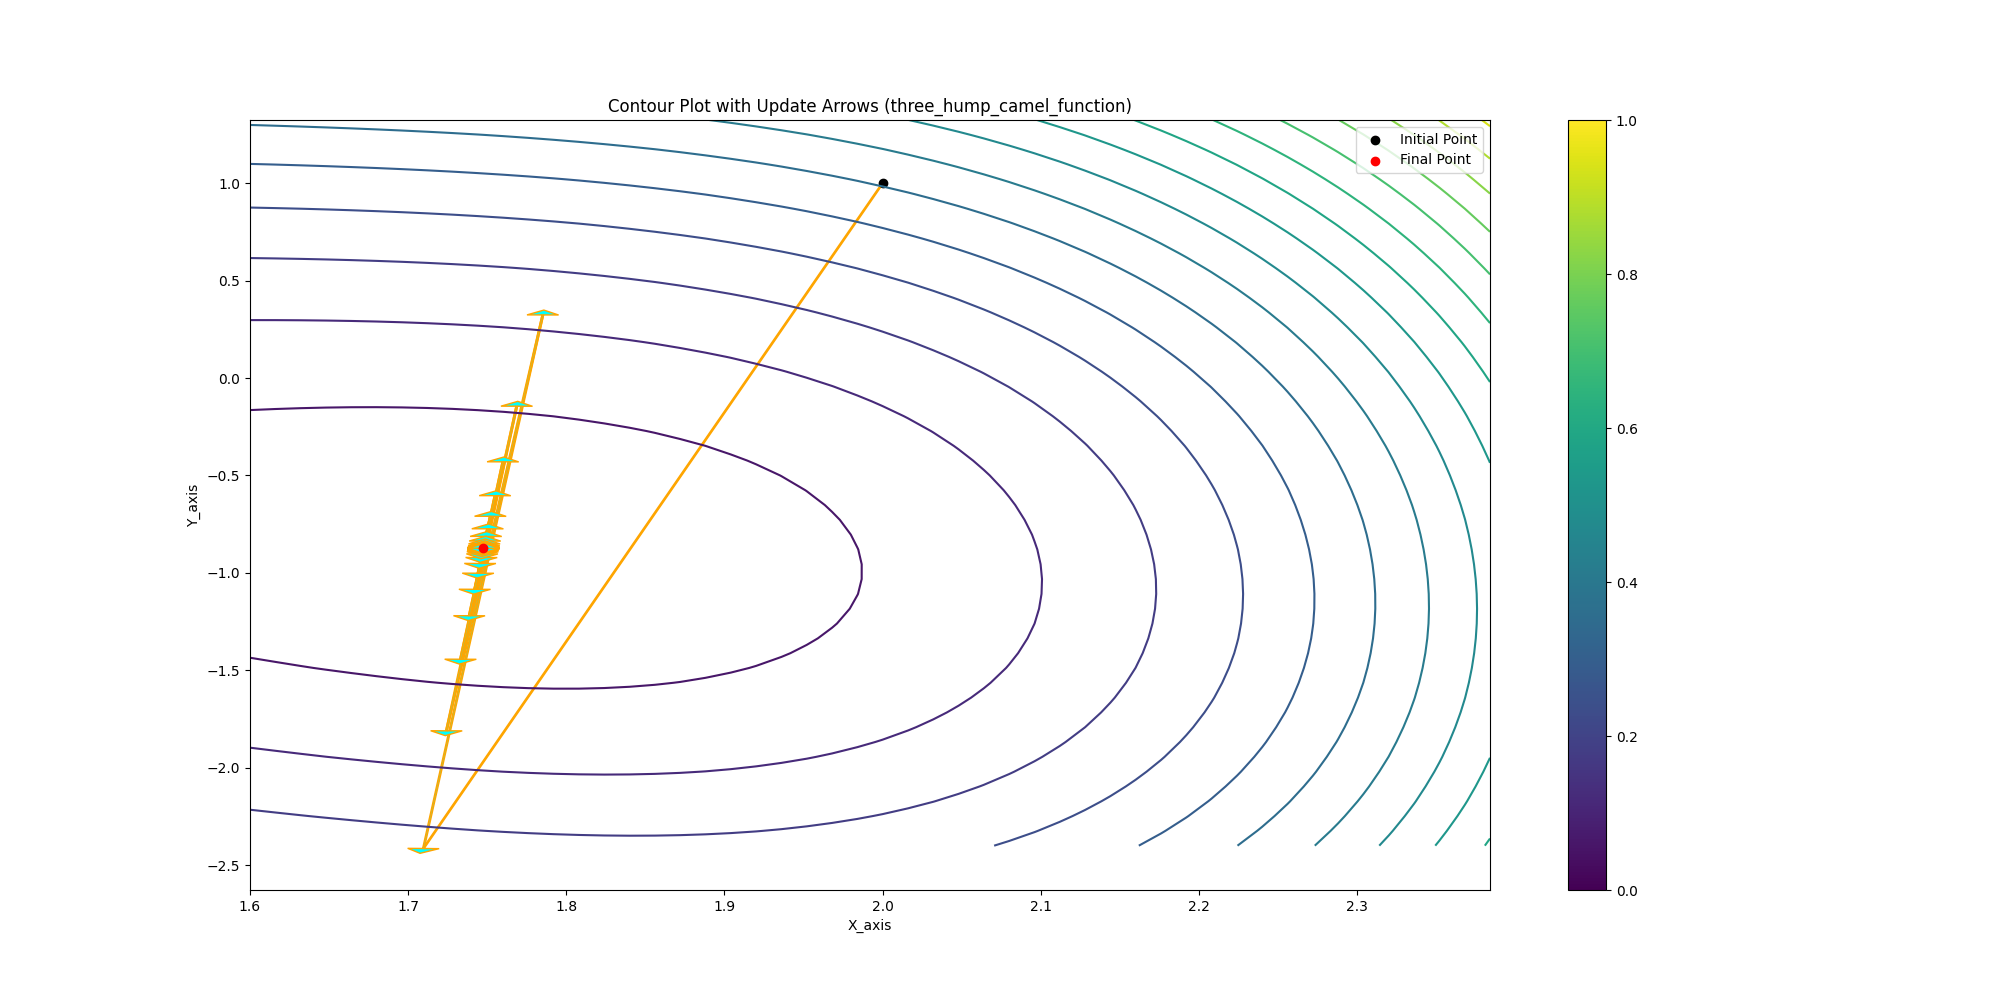 Contour Plot with Update Arrows (three_hump_camel_function)
Initial Point
Final Point
1.0
0.5
0.0
−0.5
−1.0
−1.5
−2.0
−2.5
Y_axis
1.6 1.7 1.8 1.9 2.0 2.1 2.2 2.3
X_axis
1.0
0.8
0.6
0.4
0.2
0.0